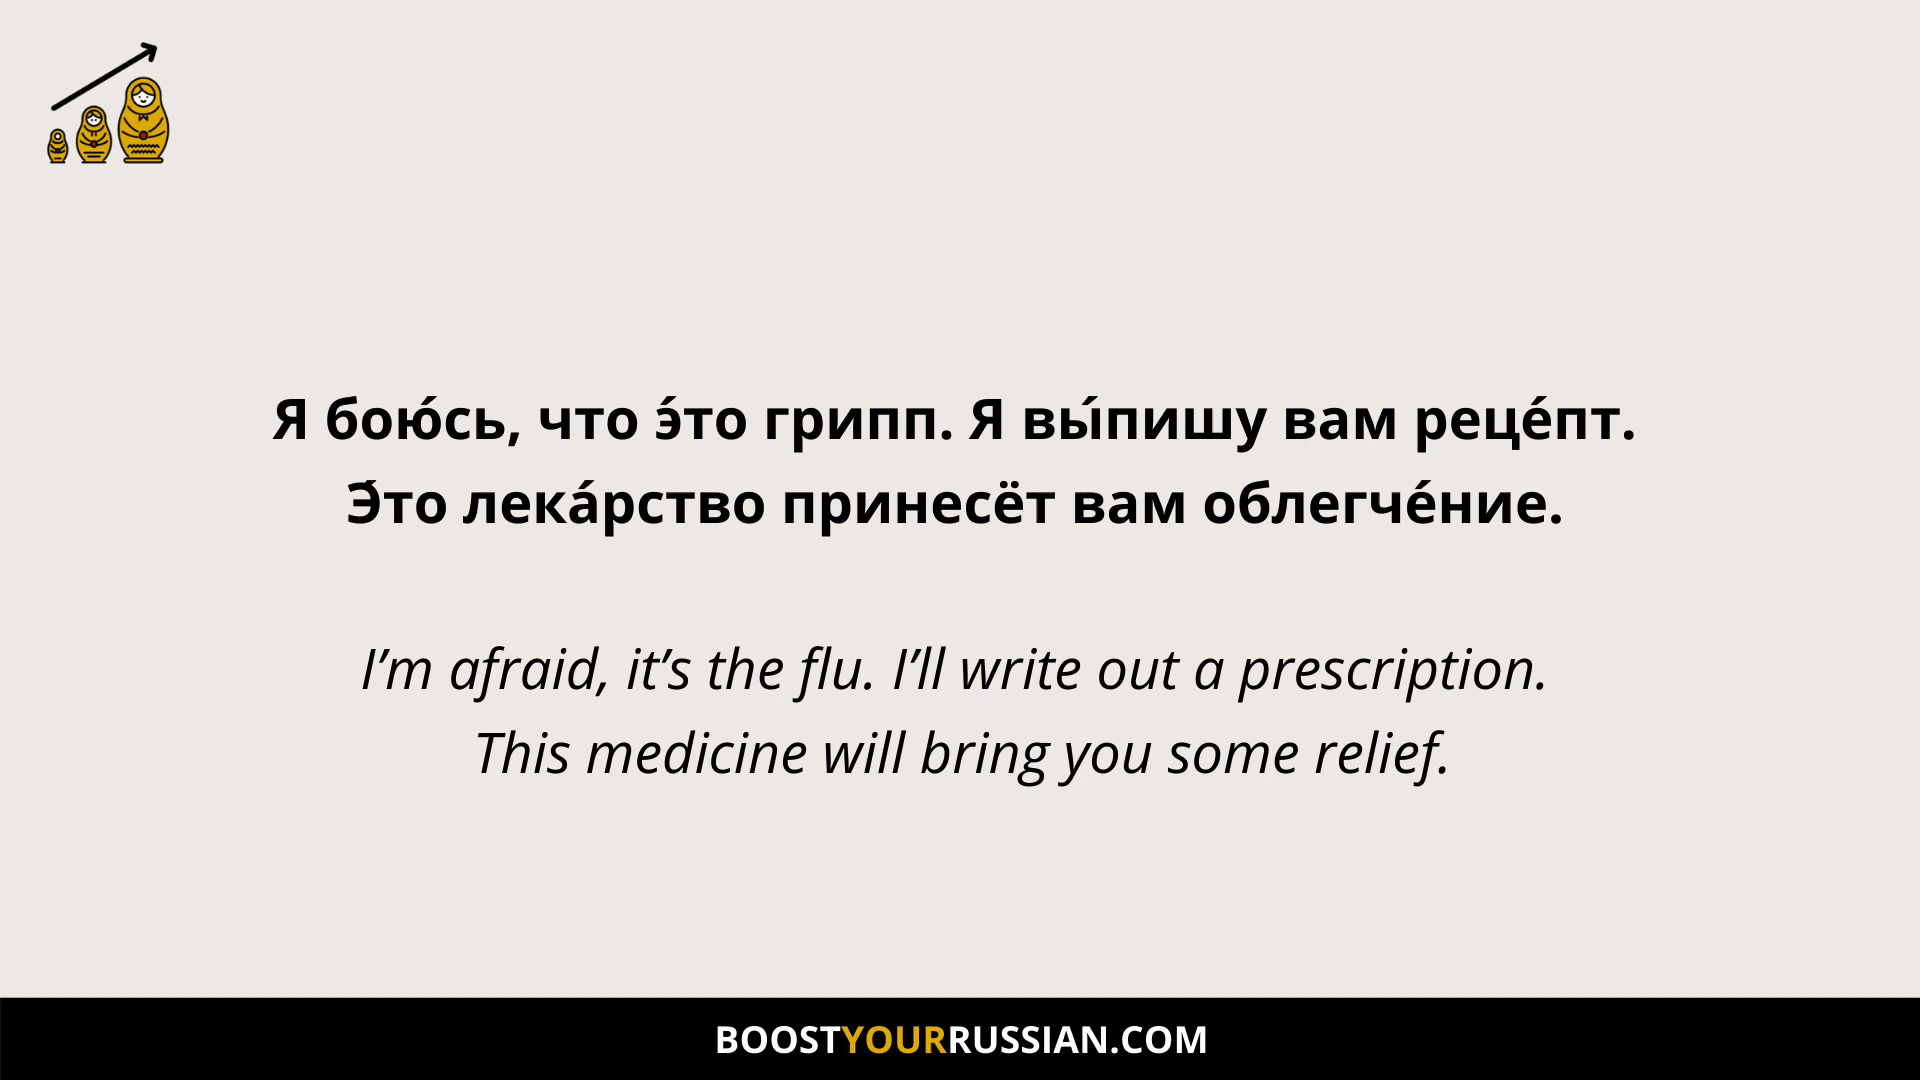 Я бою́сь, что э́то грипп. Я вы́пишу вам реце́пт.
Э́то лека́рство принесёт вам облегче́ние.
I’m afraid, it’s the flu. I’ll write out a prescription.
This medicine will bring you some relief.
BOOSTYOURRUSSIAN.COM